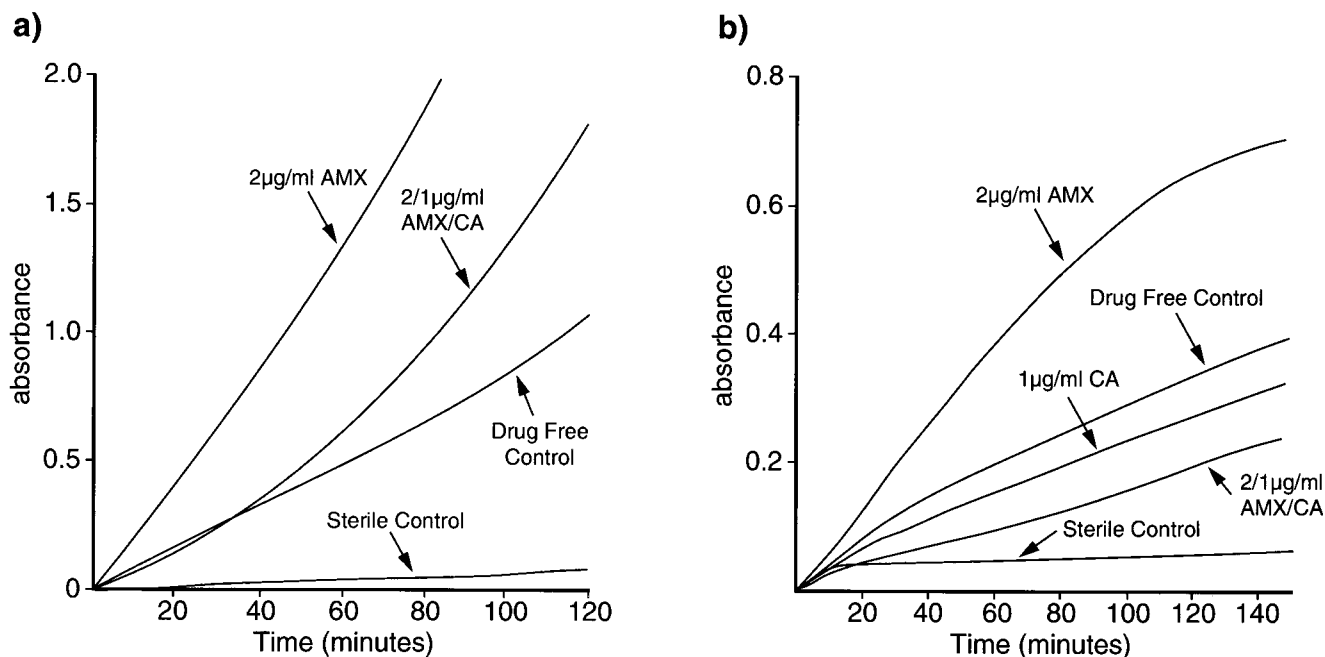 a)
2.0
1.5
1.0
0.5
0
absorbance
2µg/ml AMX
2/1µg/ml
AMX/CA
Drug Free
Control
Sterile Control
20
40
60
80
100
120
Time (minutes)
b)
0.8
0.6
0.4
0.2
absorbance
2µg/ml AMX
Drug Free Control
1µg/ml CA
2/1µg/ml
AMX/CA
Sterile Control
20
40
60
80
100
120
140
Time (minutes)